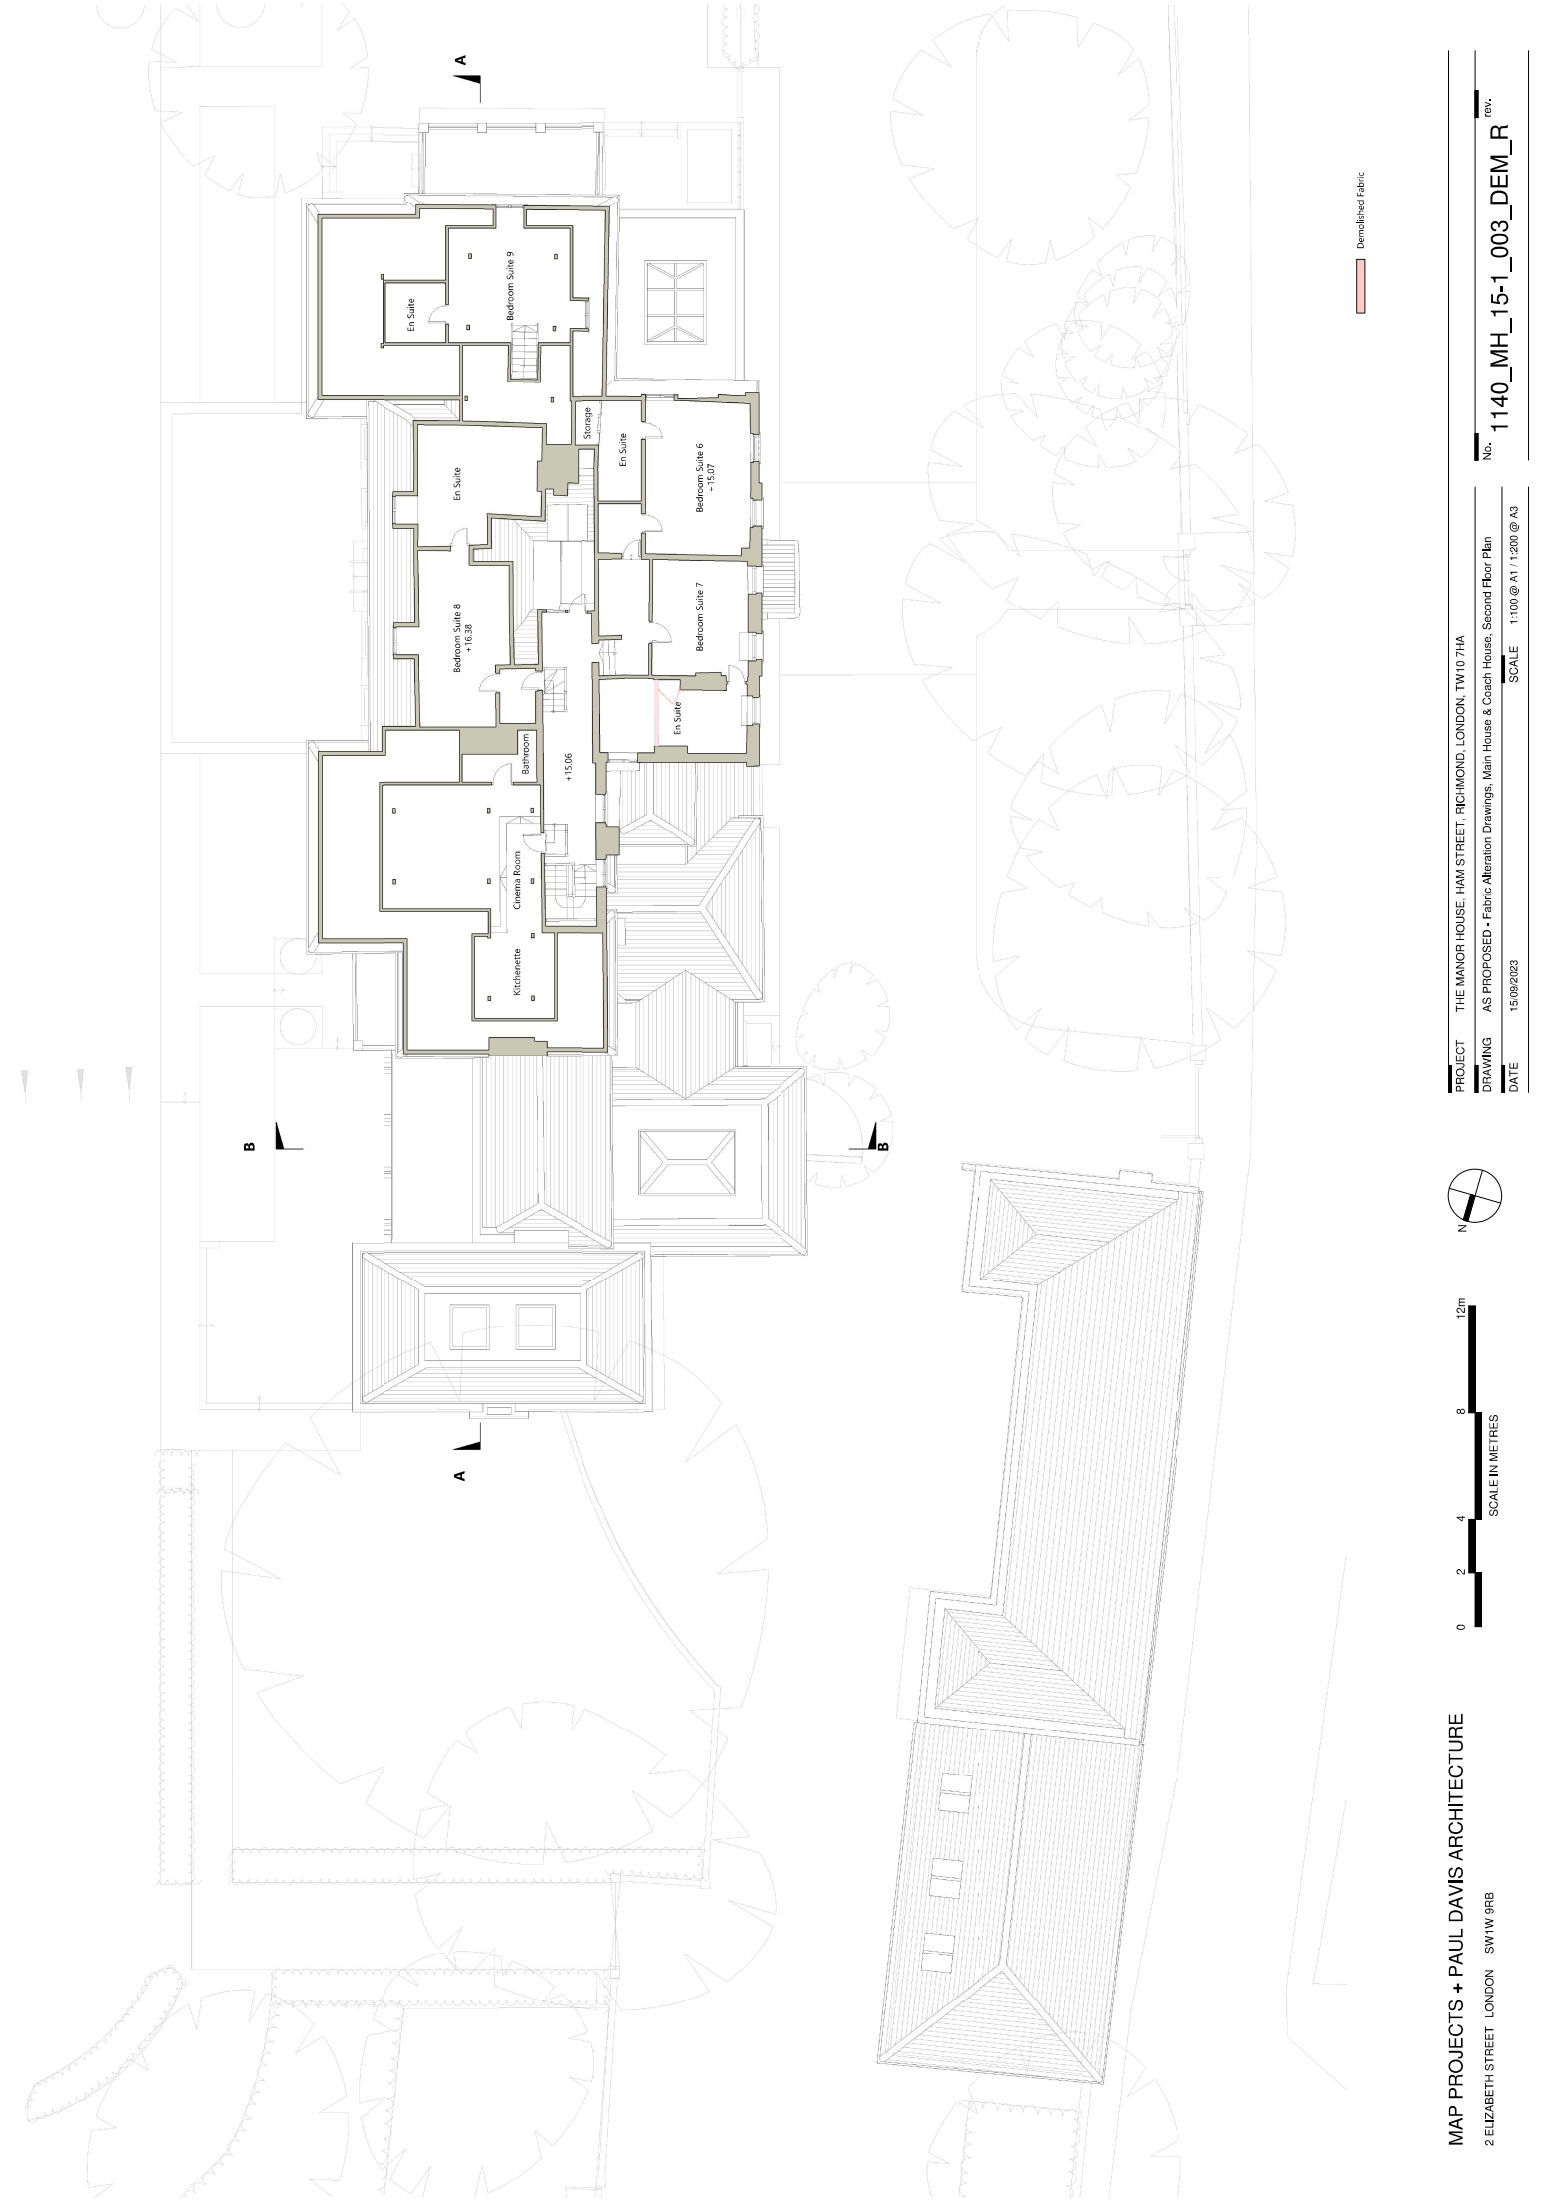 A
B
B
A
Bedroom Suite 9
En Suite
Storage
En Suite
En Suite
Bedroom Suite 6
+15.07
Bedroom Suite 8
+16.38
Bedroom Suite 7
En Suite
Bathroom
+15.06
Cinema Room
Kitchenette
Demolished Fabric
MAP PROJECTS + PAUL DAVIS ARCHITECTURE
2 ELIZABETH STREET LONDON SW1W 9RB
0 2 4 8 12m
SCALE IN METRES
N
PROJECT THE MANOR HOUSE, HAM STREET, RICHMOND, LONDON, TW10 7HA
DRAWING AS PROPOSED - Fabric Alteration Drawings, Main House & Coach House, Second Floor Plan
DATE 15/09/2023 SCALE 1:100 @ A1 / 1:200 @ A3
No. 1140_MH_15-1_003_DEM_R rev.